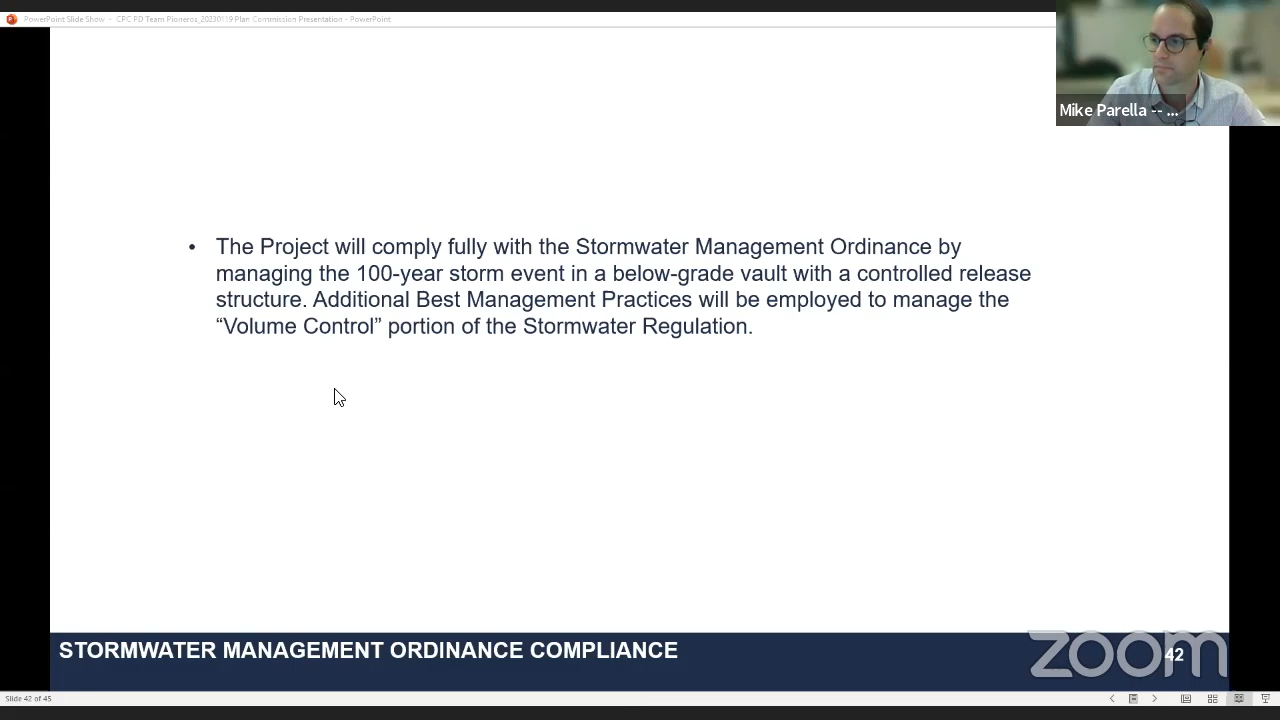 PowerPoint Slide Show - CPC PD Team Pioneros_20230119 Plan Commission Presentation - PowerPoint
Mike Parella -- ...
• The Project will comply fully with the Stormwater Management Ordinance by
managing the 100-year storm event in a below-grade vault with a controlled release
structure. Additional Best Management Practices will be employed to manage the
“Volume Control” portion of the Stormwater Regulation.
STORMWATER MANAGEMENT ORDINANCE COMPLIANCE
zoom
42
Slide 42 of 45